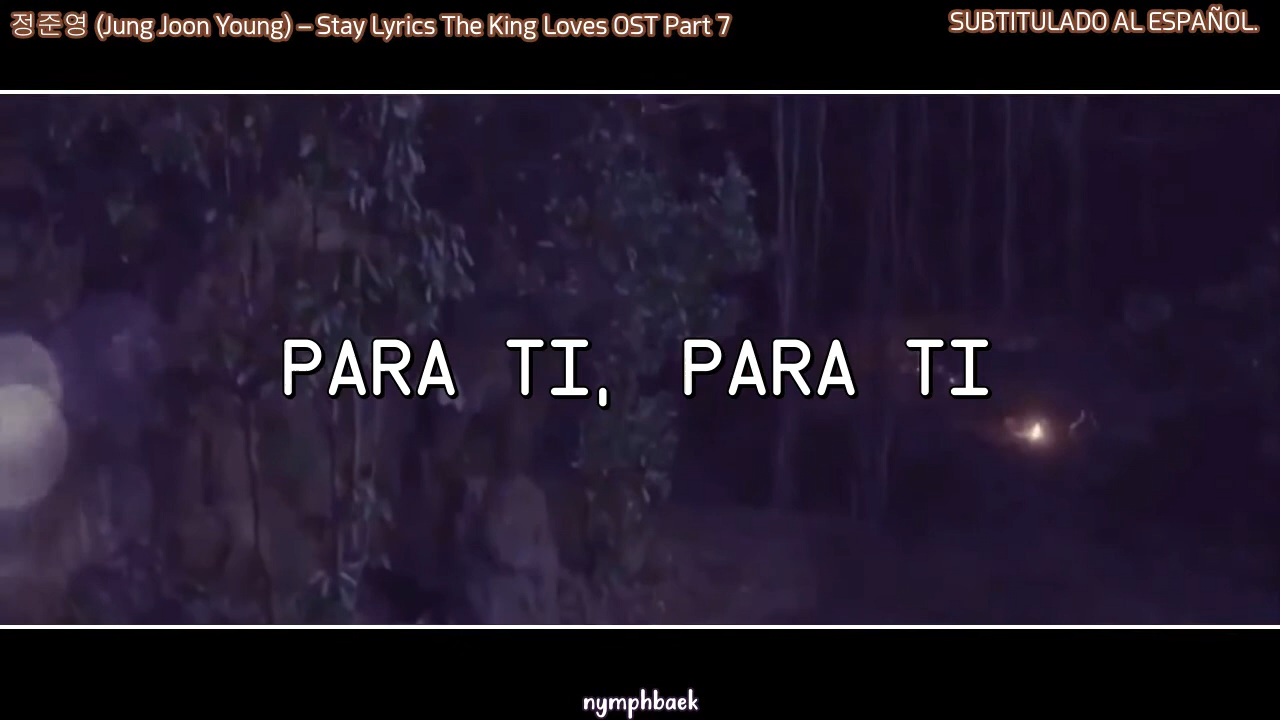 정준영 (Jung Joon Young) – Stay Lyrics The King Loves OST Part 7
SUBTITULADO AL ESPAÑOL.
PARA TI, PARA TI
nymphbaek